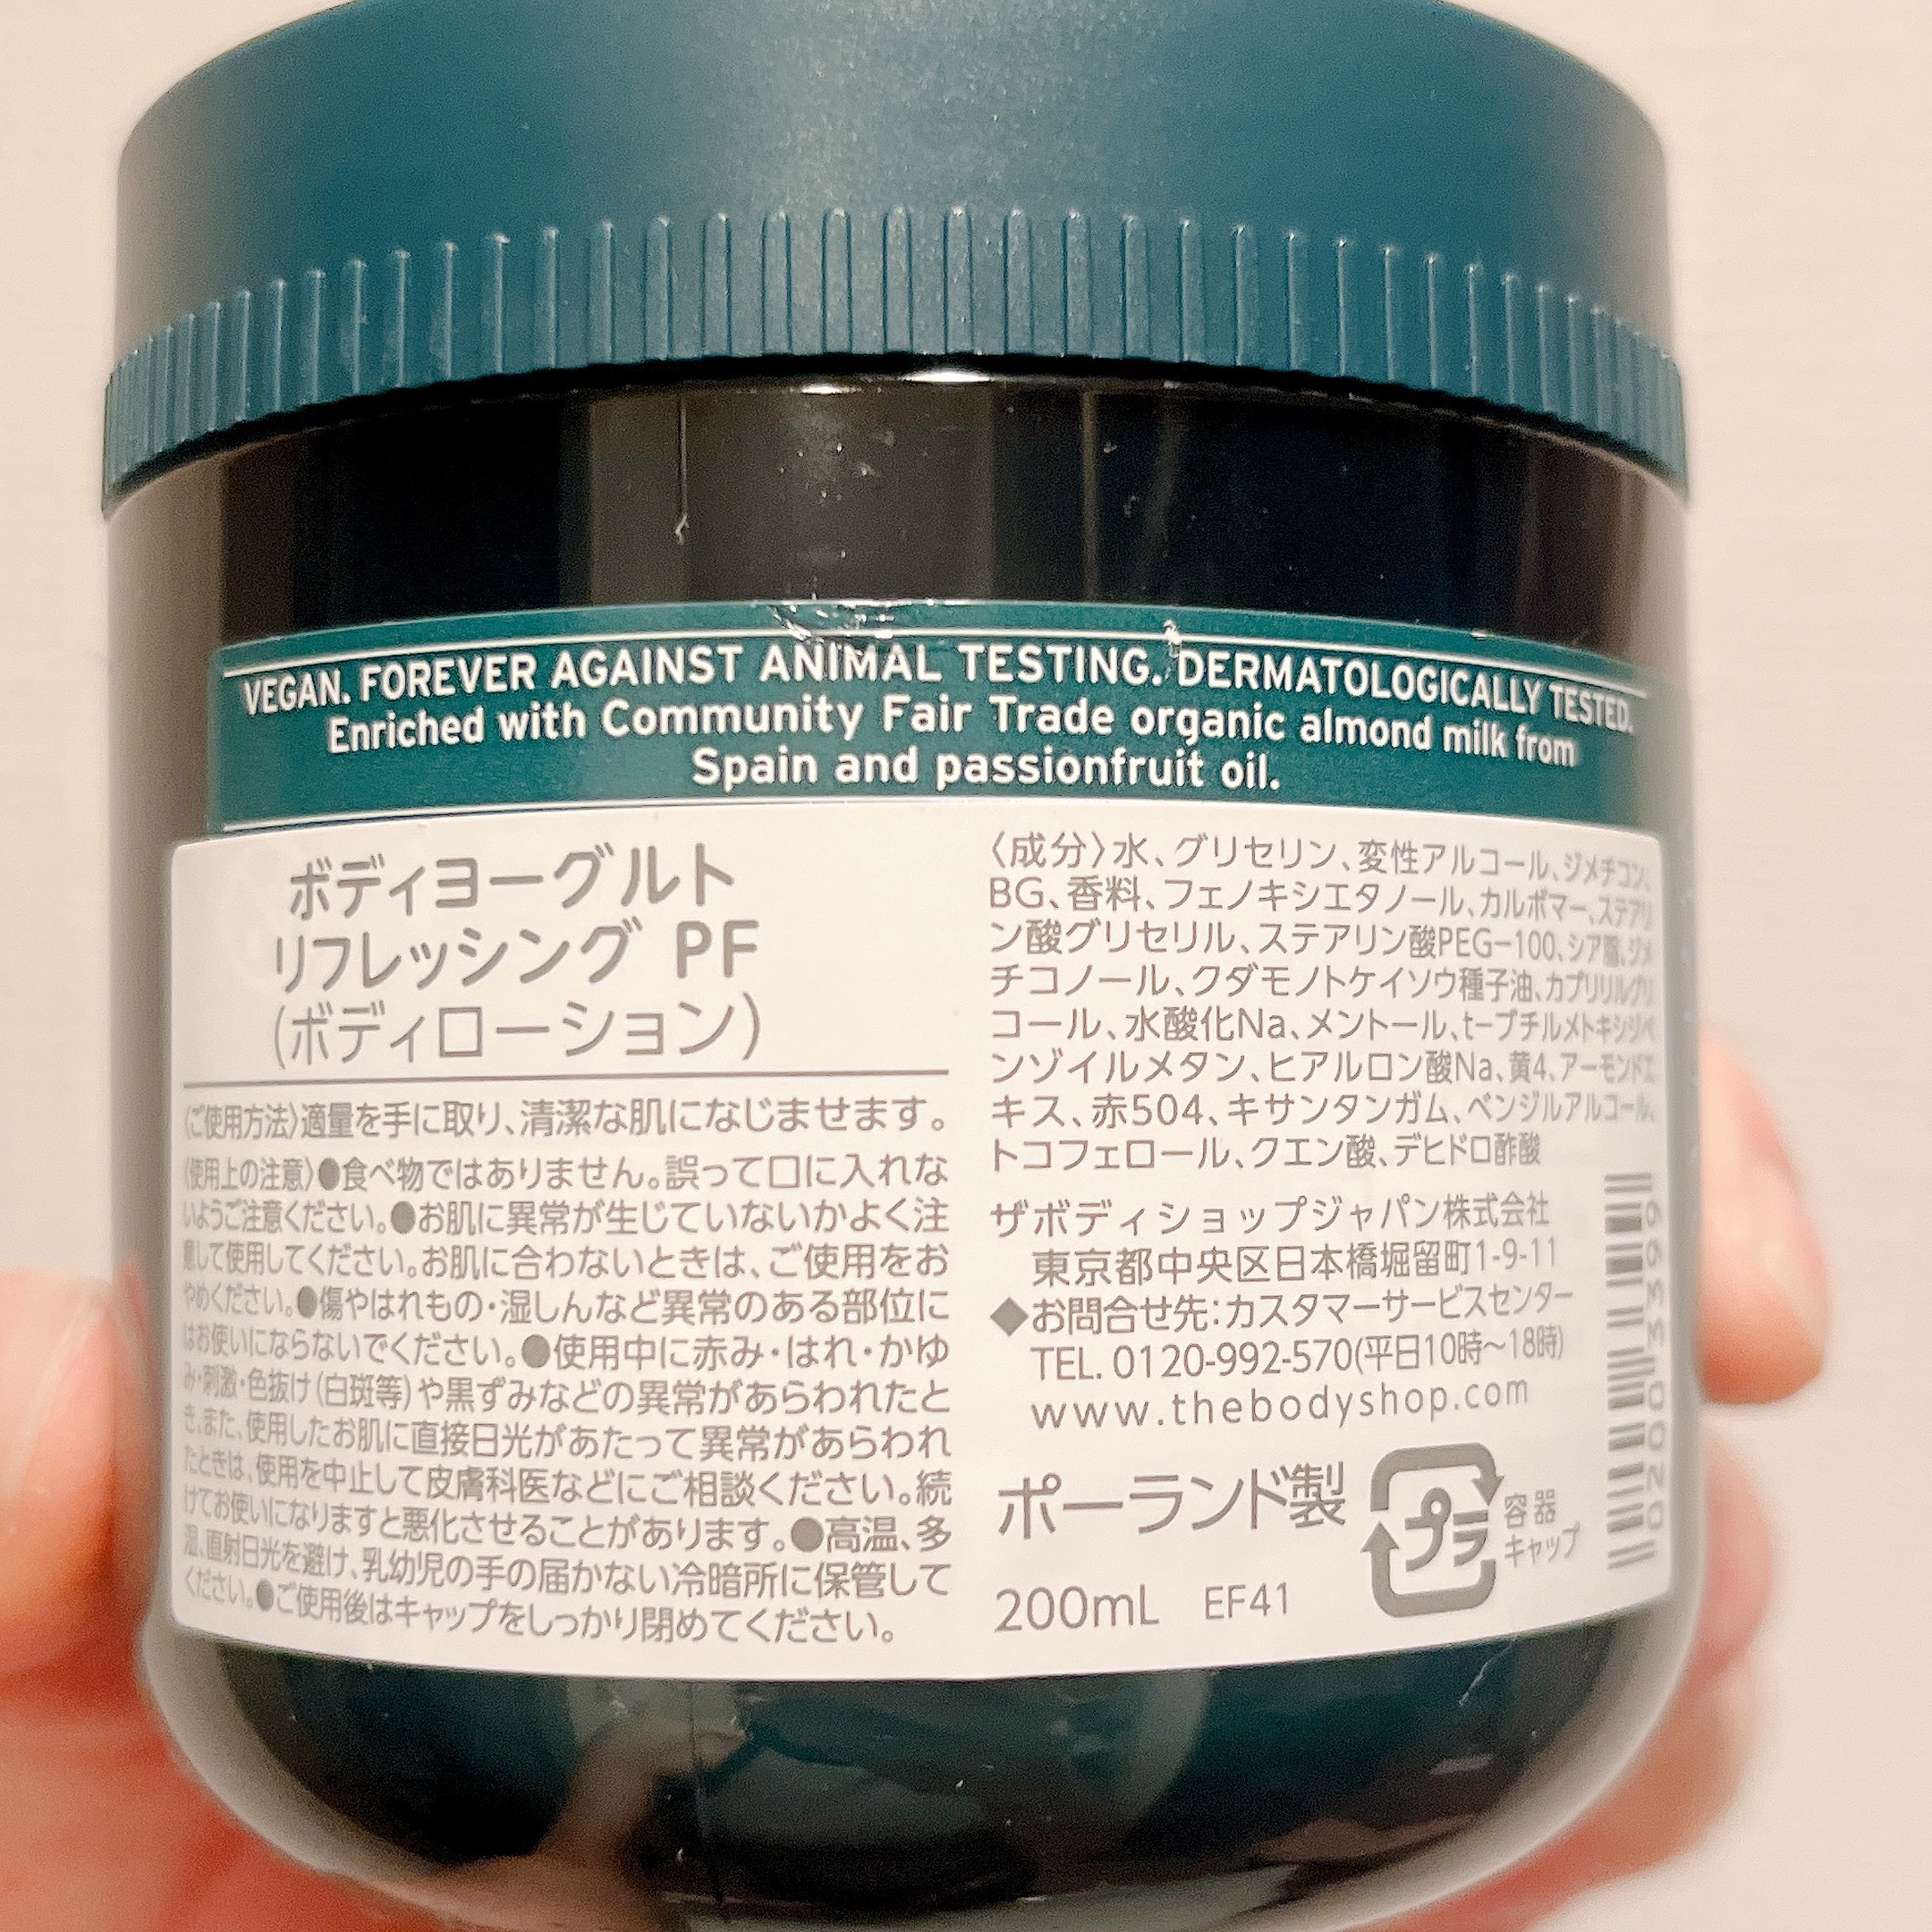 VEGAN. FOREVER AGAINST ANIMAL TESTING. DERMATOLOGICALLY TESTED.
Enriched with Community Fair Trade organic almond milk from
Spain and passionfruit oil.
ボディヨーグルト
リフレッシング PF
(ボディローション)
〈ご使用方法〉適量を手に取り、清潔な肌になじませます。
〈使用上の注意〉●食べ物ではありません。誤って口に入れな
いようご注意ください。●お肌に異常が生じていないかよく注
意して使用してください。お肌に合わないときは、ご使用をお
やめください。●傷やはれもの・湿しんなど異常のある部位に
はお使いにならないでください。●使用中に赤み・はれ・かゆ
み・刺激・色抜け(白斑等)や黒ずみなどの異常があらわれたと
き、また、使用したお肌に直接日光があたって異常があらわれ
たときは、使用を中止して皮膚科医などにご相談ください。続
けてお使いになりますと悪化させることがあります。●高温、多
湿、直射日光を避け、乳幼児の手の届かない冷暗所に保管して
ください。●ご使用後はキャップをしっかり閉めてください。
〈成分〉水、グリセリン、変性アルコール、ジメチコン、
BG、香料、フェノキシエタノール、カルボマー、ステアリ
ン酸グリセリル、ステアリン酸PEG-100、シア脂、ジメ
チコノール、クダモノトケイソウ種子油、カプリリルグリ
コール、水酸化Na、メントール、t-ブチルメトキシジベ
ンゾイルメタン、ヒアルロン酸Na、黄4、アーモンドエ
キス、赤504、キサンタンガム、ベンジルアルコール、
トコフェロール、クエン酸、デヒドロ酢酸
ザボディショップジャパン株式会社
東京都中央区日本橋堀留町1-9-11
◆お問合せ先:カスタマーサービスセンター
TEL. 0120-992-570(平日10時〜18時)
www.thebodyshop.com
ポーランド製
プラ
容器
キャップ
200mL EF41
02003399